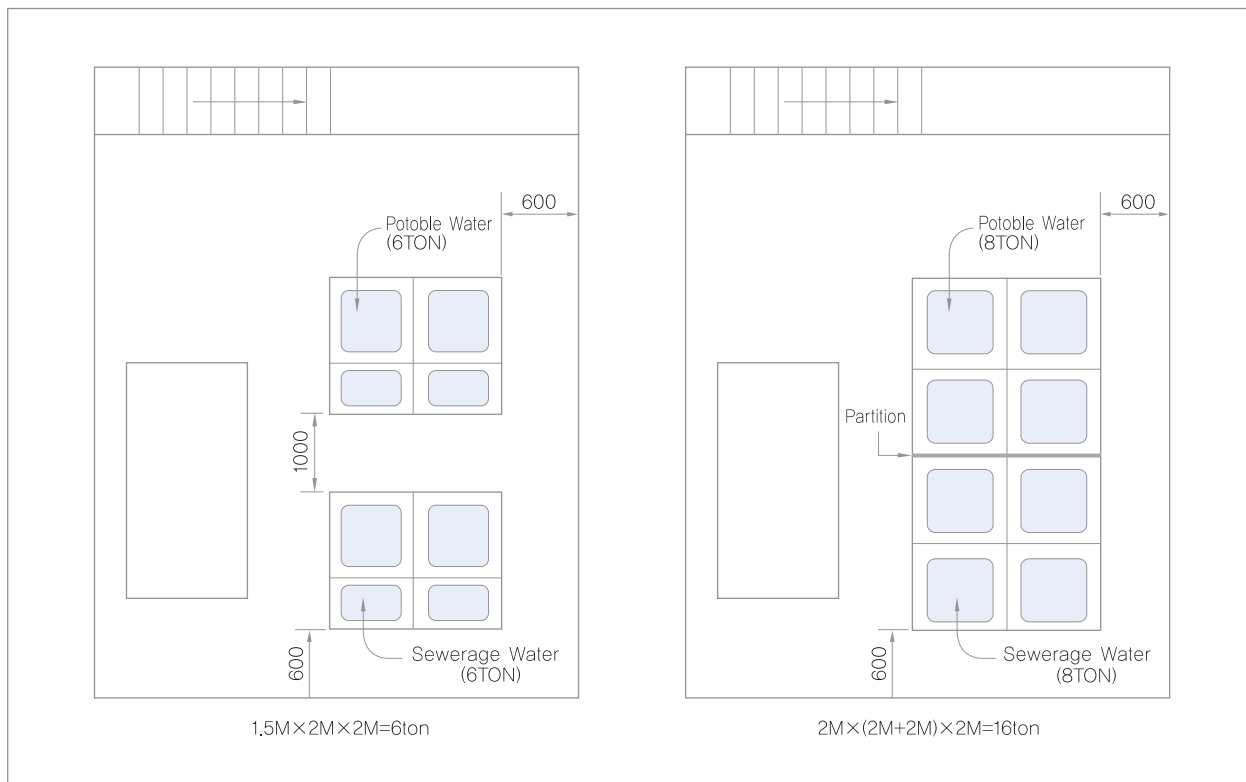 600
Potoble Water
(6TON)
1000
600
Sewerage Water
(6TON)
1.5M×2M×2M=6ton
600
Potoble Water
(8TON)
Partition
600
Sewerage Water
(8TON)
2M×(2M+2M)×2M=16ton